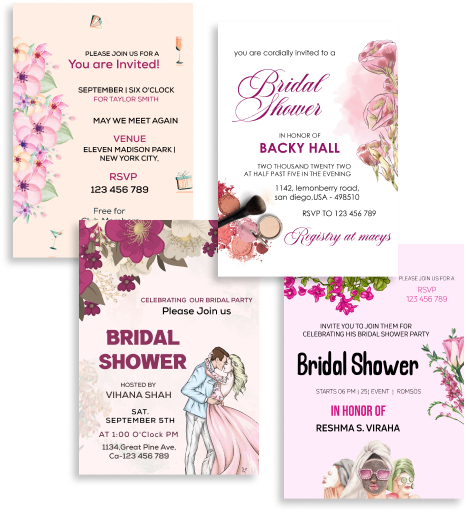 PLEASE JOIN US FOR A
You are Invited!
SEPTEMBER | SIX O'CLOCK
FOR TAYLOR SMITH
MAY WE MEET AGAIN
VENUE
ELEVEN MADISON PARK |
NEW YORK CITY,
RSVP
123 456 789
Free for
you are cordially invited to a
Bridal
Shower
IN HONOR OF
BACKY HALL
TWO THOUSAND TWENTY TWO
AT HALF PAST FIVE IN THE EVENING
1142, lemonberry road,
san diego,USA - 498510
RSVP TO 123 456 789
Registry at macys
CELEBRATING OUR BRIDAL PARTY
Please Join us
BRIDAL
SHOWER
HOSTED BY
VIHANA SHAH
SAT.
SEPTEMBER 5TH
AT 1:00 O'Clock PM
1134,Great Pine Ave.
Ca-123 456 789
PLEASE JOIN US FOR A
RSVP
123 456 789
INVITE YOU TO JOIN THEM FOR
CELEBRATING HIS BRIDAL SHOWER PARTY
Bridal Shower
STARTS 06 PM | 25| EVENT | ROMSOS
IN HONOR OF
RESHMA S. VIRAHA